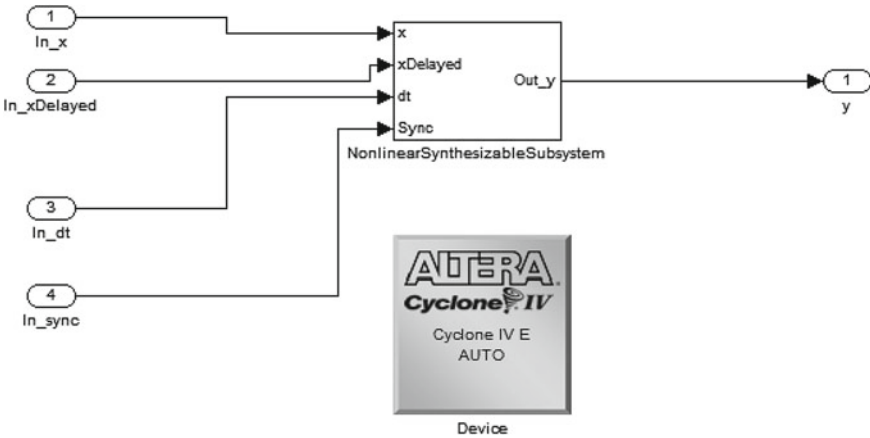 1
In_x
2
In_xDelayed
3
In_dt
4
In_sync
x
xDelayed
dt
Sync
Out_y
NonlinearSynthesizableSubsystem
1
y
ALTERA.
Cyclone IV
Cyclone IV E
AUTO
Device